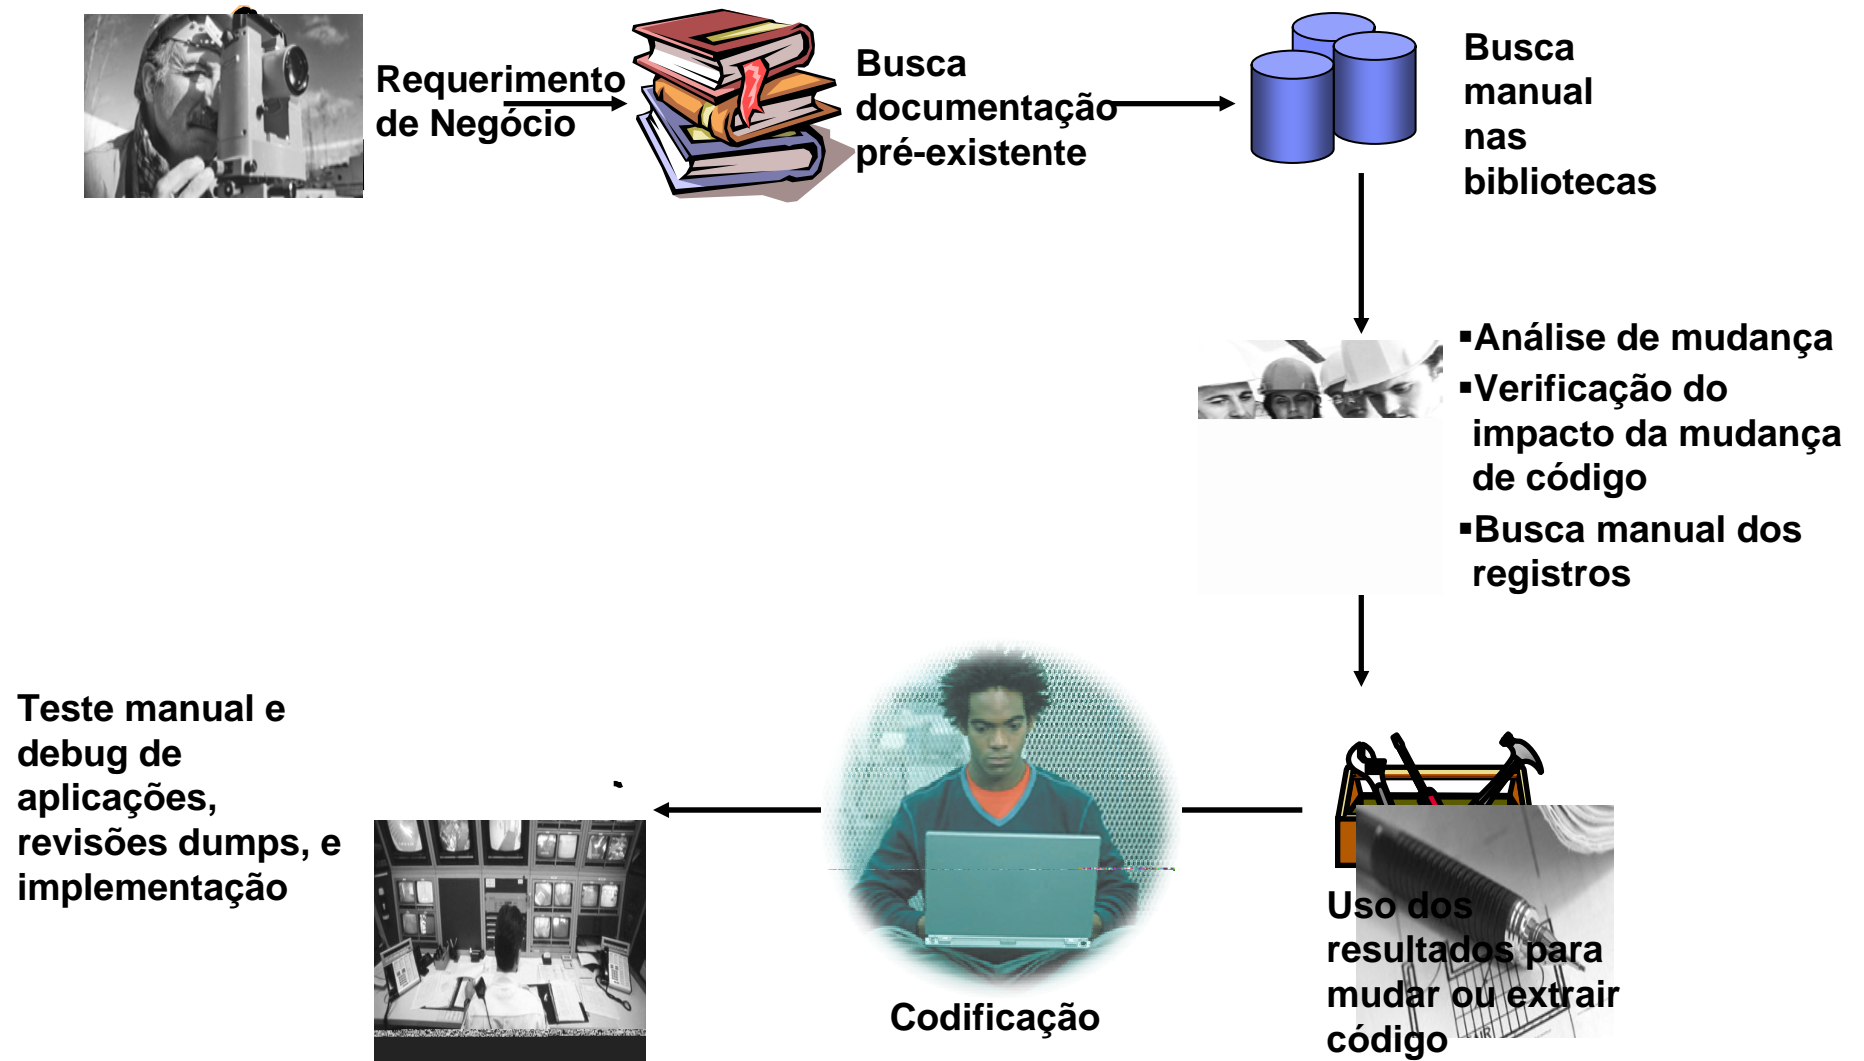 Requerimento
de Negócio
Busca
documentação
pré-existente
Busca
manual
nas
bibliotecas
▪Análise de mudança
▪Verificação do
impacto da mudança
de código
▪Busca manual dos
registros
Uso dos
resultados para
mudar ou extrair
código
Codificação
Teste manual e
debug de
aplicações,
revisões dumps, e
implementação